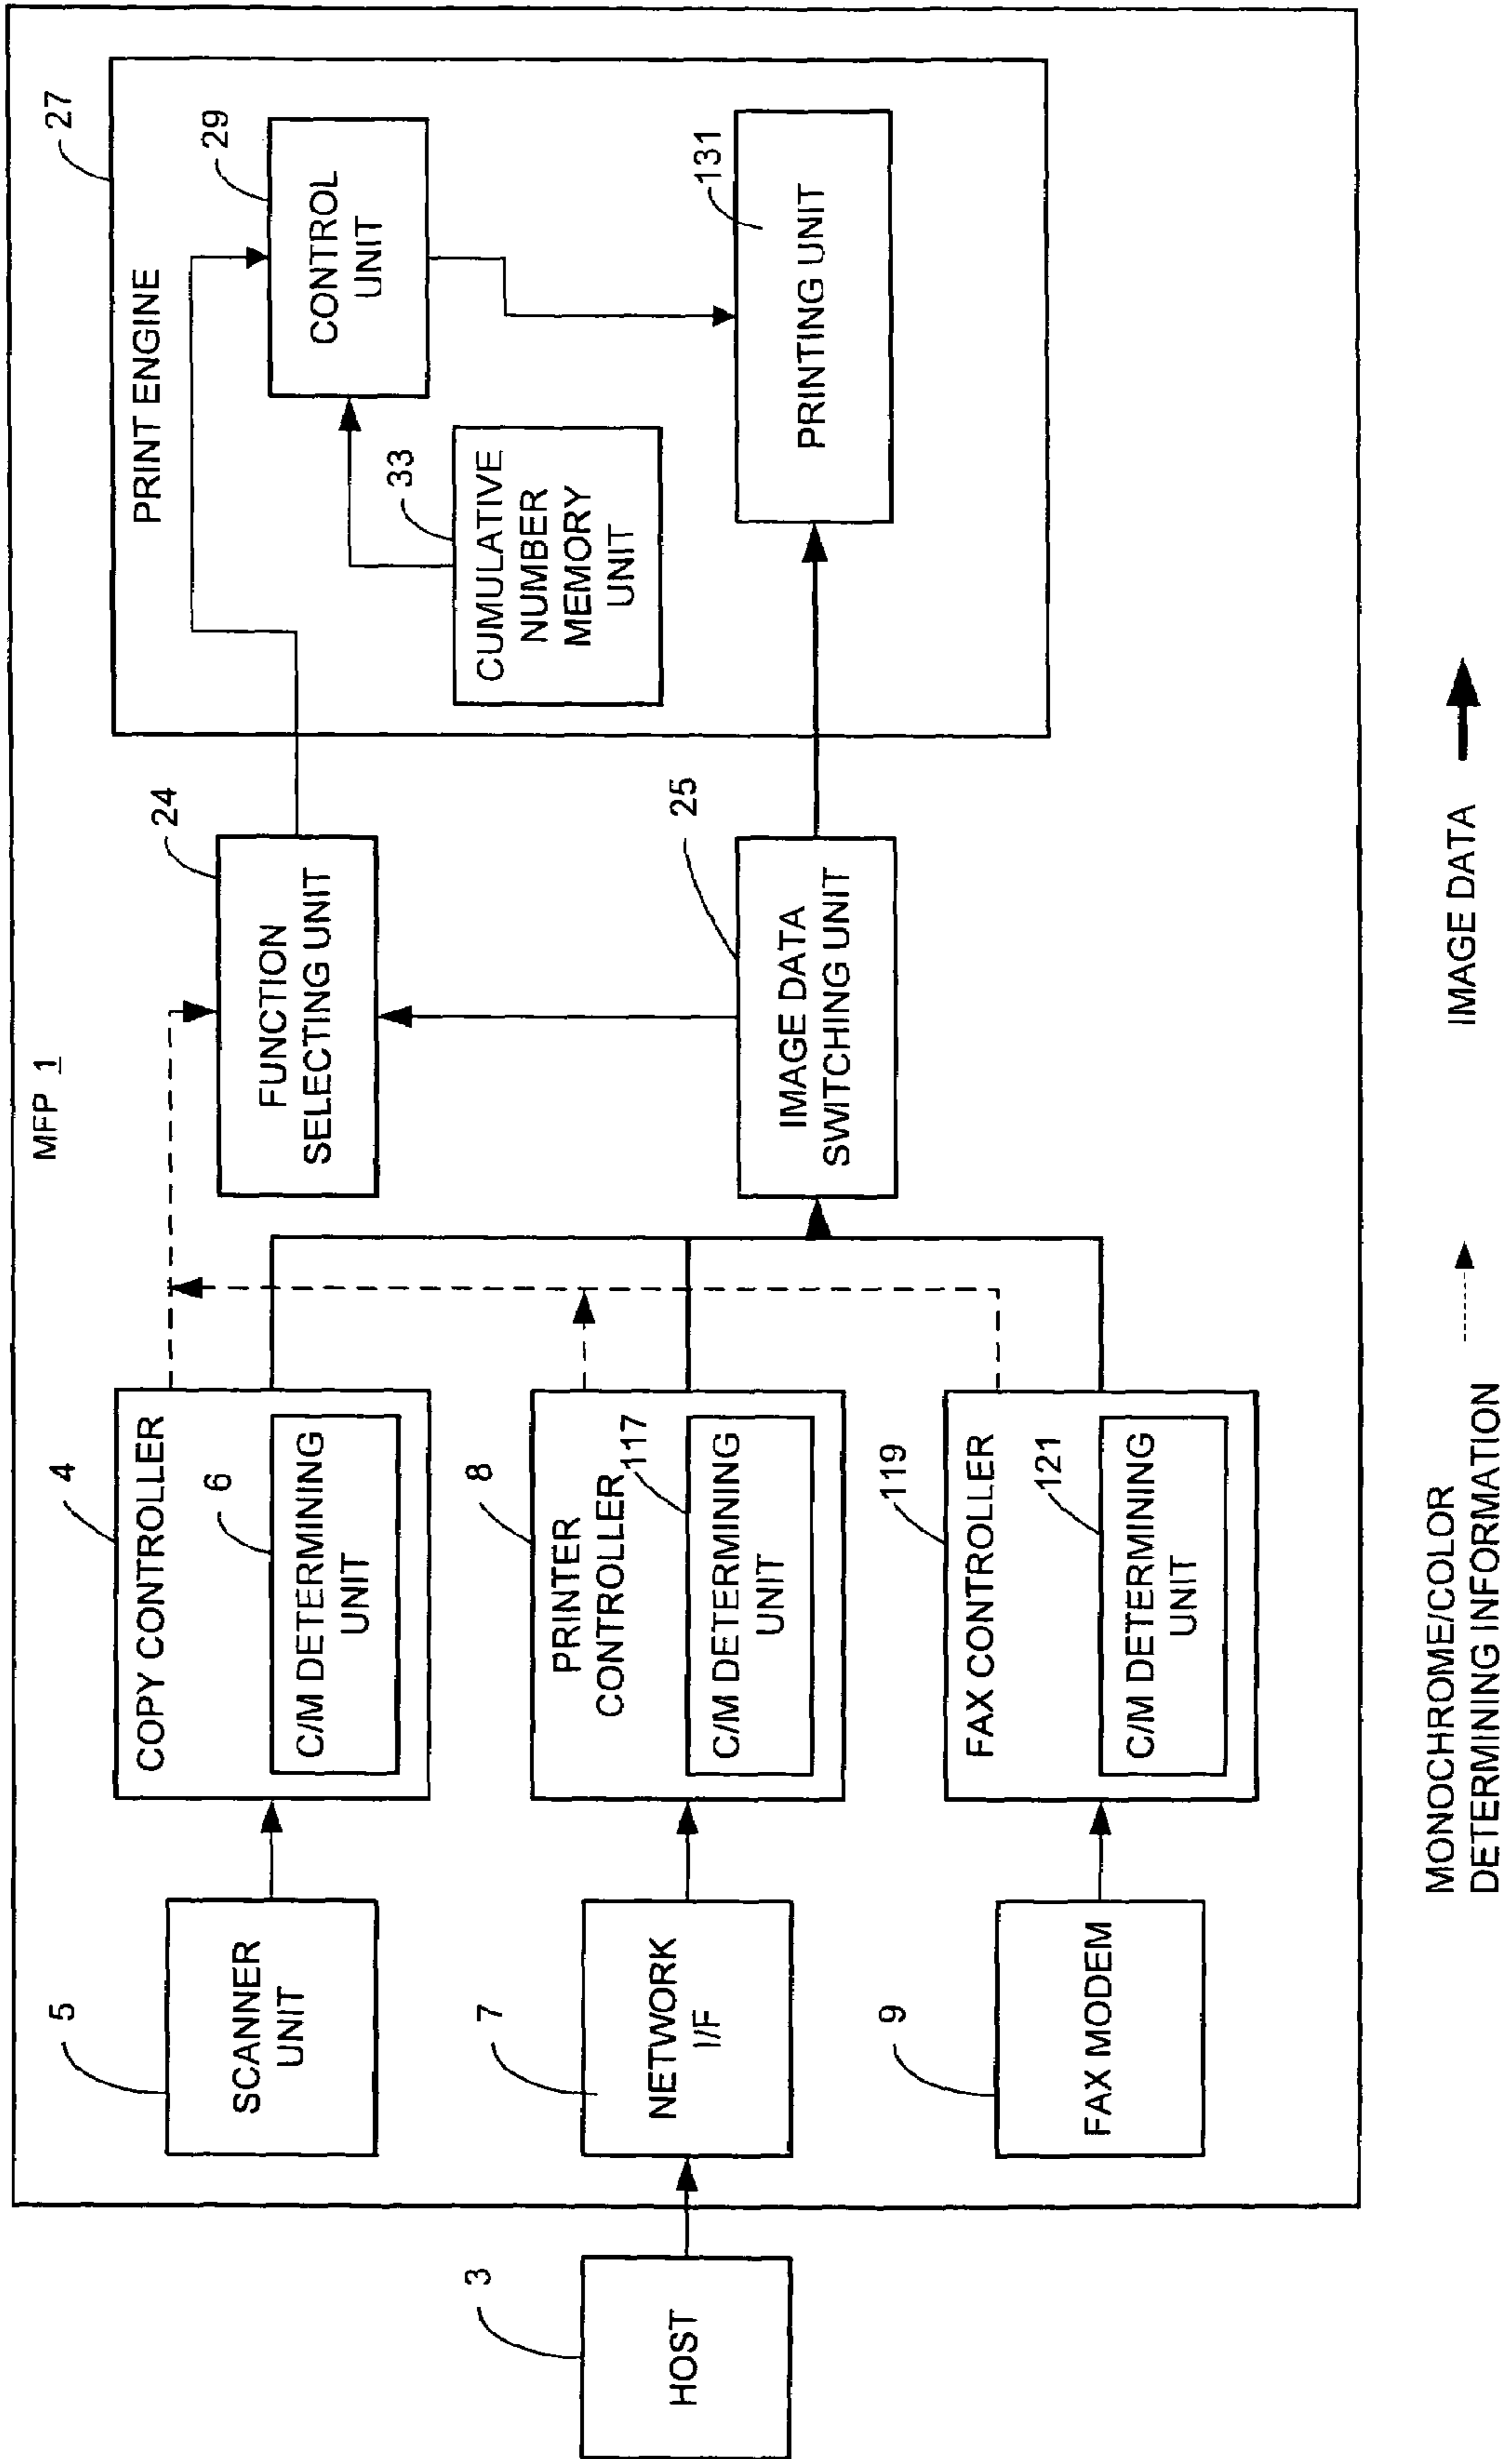 MFP 1
HOST
3
SCANNER
UNIT
5
NETWORK
I/F
7
FAX MODEM
9
COPY CONTROLLER
4
C/M DETERMINING
UNIT
6
PRINTER
CONTROLLER
8
C/M DETERMINING
UNIT
117
FAX CONTROLLER
119
C/M DETERMINING
UNIT
121
FUNCTION
SELECTING UNIT
24
IMAGE DATA
SWITCHING UNIT
25
PRINT ENGINE
27
CONTROL
UNIT
29
CUMULATIVE
NUMBER
MEMORY
UNIT
33
PRINTING UNIT
131
MONOCHROME/COLOR
DETERMINING INFORMATION
IMAGE DATA